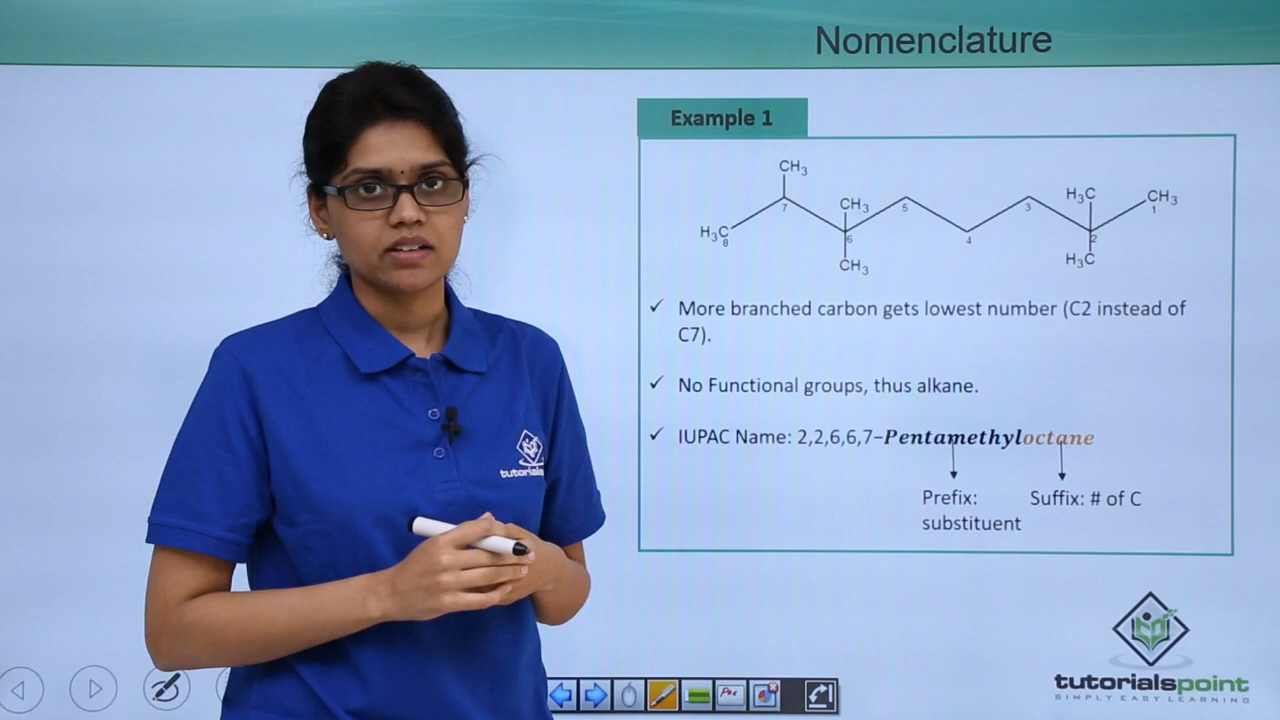 Nomenclature
Example 1
CH3
7
H3C
8
CH3
6
CH3
5
4
3
H3C
2
H3C
CH3
1
✓ More branched carbon gets lowest number (C2 instead of
C7).
✓ No Functional groups, thus alkane.
✓ IUPAC Name: 2,2,6,6,7–Pentamethyloctane
Prefix:
substituent
Suffix: # of C
tutorials
tutorialspoint
SIMPLY EASY LEARNING